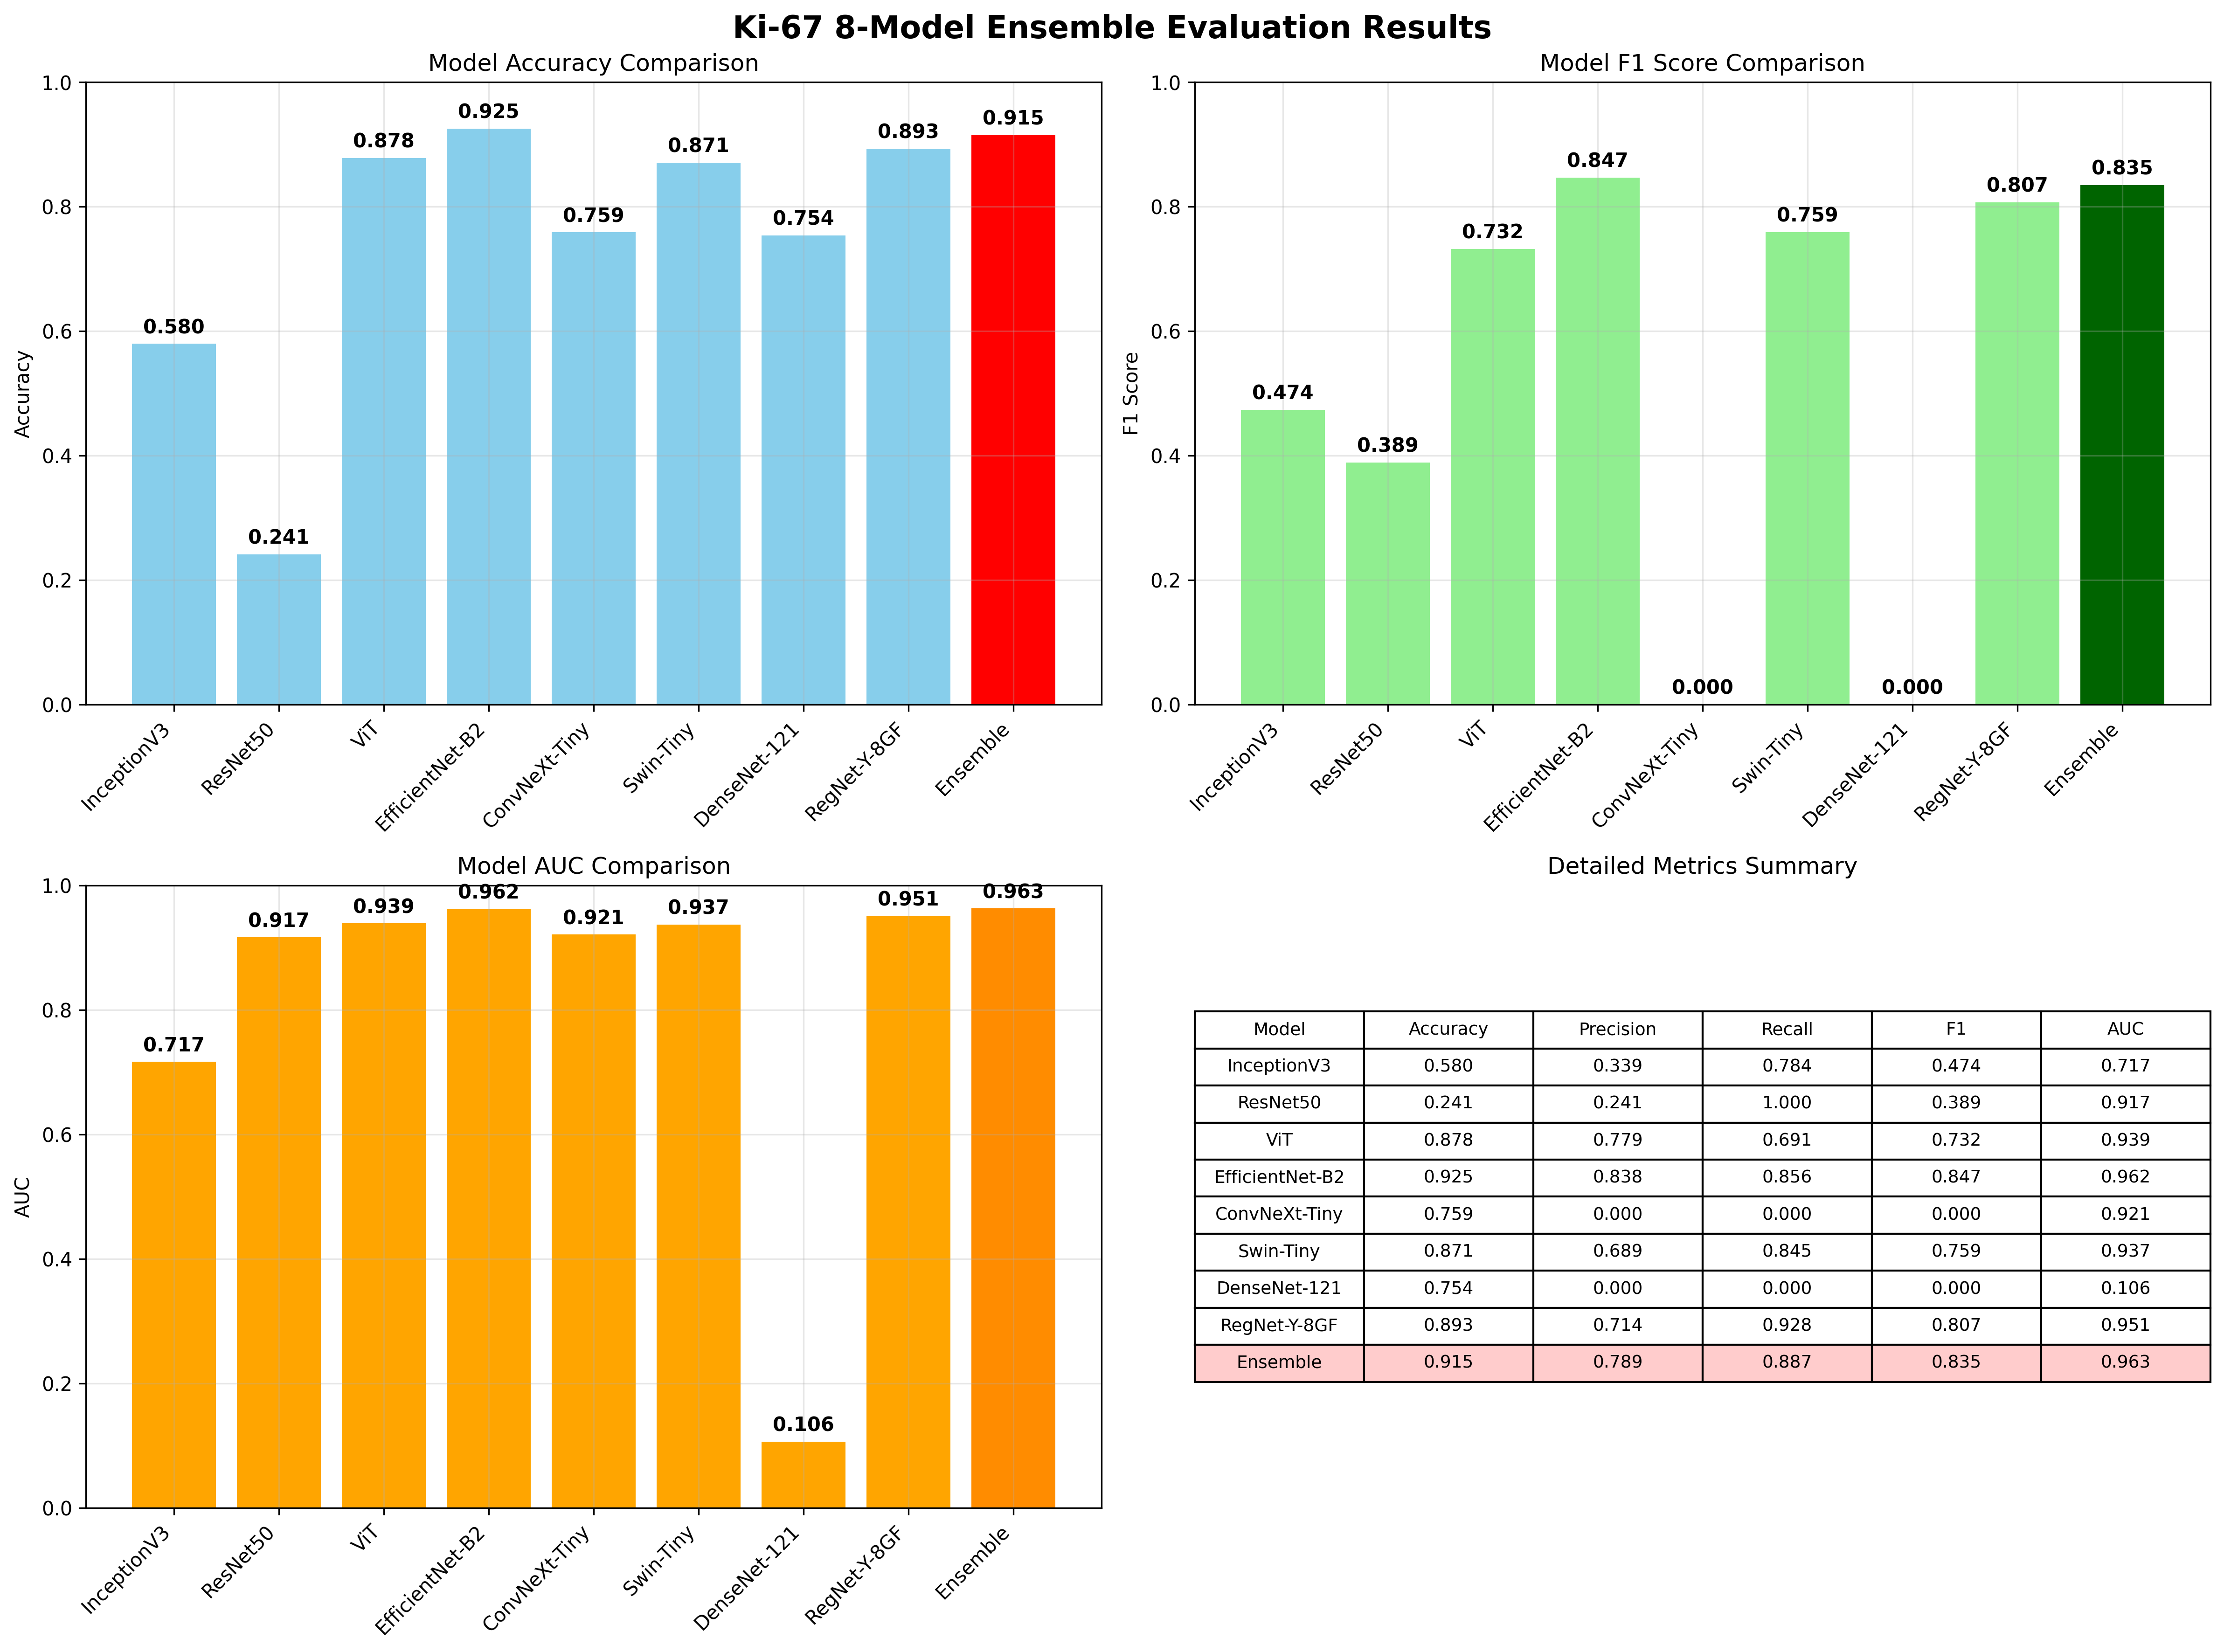 Ki-67 8-Model Ensemble Evaluation Results
Model Accuracy Comparison
Accuracy
1.0
0.8
0.6
0.4
0.2
0.0
0.580
0.241
0.878
0.925
0.759
0.871
0.754
0.893
0.915
InceptionV3
ResNet50
ViT
EfficientNet-B2
ConvNeXt-Tiny
Swin-Tiny
DenseNet-121
RegNet-Y-8GF
Ensemble
Model F1 Score Comparison
F1 Score
1.0
0.8
0.6
0.4
0.2
0.0
0.474
0.389
0.732
0.847
0.000
0.759
0.000
0.807
0.835
InceptionV3
ResNet50
ViT
EfficientNet-B2
ConvNeXt-Tiny
Swin-Tiny
DenseNet-121
RegNet-Y-8GF
Ensemble
Model AUC Comparison
AUC
1.0
0.8
0.6
0.4
0.2
0.0
0.717
0.917
0.939
0.962
0.921
0.937
0.106
0.951
0.963
InceptionV3
ResNet50
ViT
EfficientNet-B2
ConvNeXt-Tiny
Swin-Tiny
DenseNet-121
RegNet-Y-8GF
Ensemble
Detailed Metrics Summary
Model Accuracy Precision Recall F1 AUC
InceptionV3 0.580 0.339 0.784 0.474 0.717
ResNet50 0.241 0.241 1.000 0.389 0.917
ViT 0.878 0.779 0.691 0.732 0.939
EfficientNet-B2 0.925 0.838 0.856 0.847 0.962
ConvNeXt-Tiny 0.759 0.000 0.000 0.000 0.921
Swin-Tiny 0.871 0.689 0.845 0.759 0.937
DenseNet-121 0.754 0.000 0.000 0.000 0.106
RegNet-Y-8GF 0.893 0.714 0.928 0.807 0.951
Ensemble 0.915 0.789 0.887 0.835 0.963